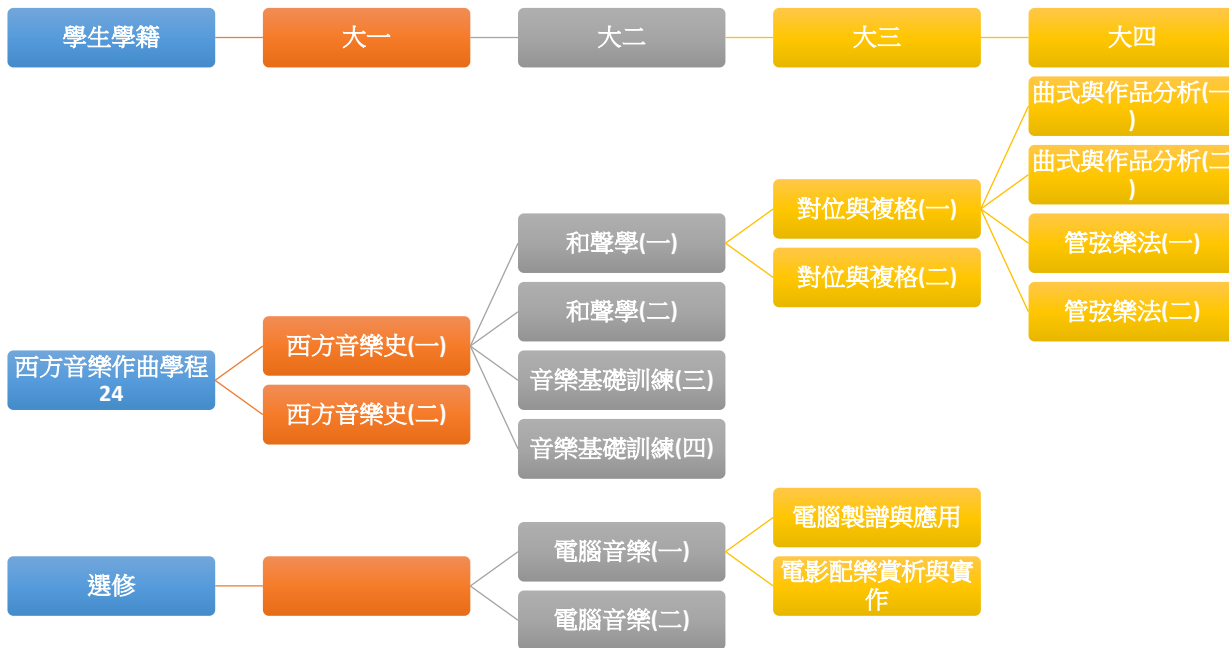 學生學籍
大一
大二
大三
大四
西方音樂作曲學程
24
西方音樂史(一)
西方音樂史(二)
和聲學(一)
和聲學(二)
音樂基礎訓練(三)
音樂基礎訓練(四)
對位與複格(一)
對位與複格(二)
曲式與作品分析(一
)
曲式與作品分析(二
)
管弦樂法(一)
管弦樂法(二)
選修
電腦音樂(一)
電腦音樂(二)
電腦製譜與應用
電影配樂賞析與實
作